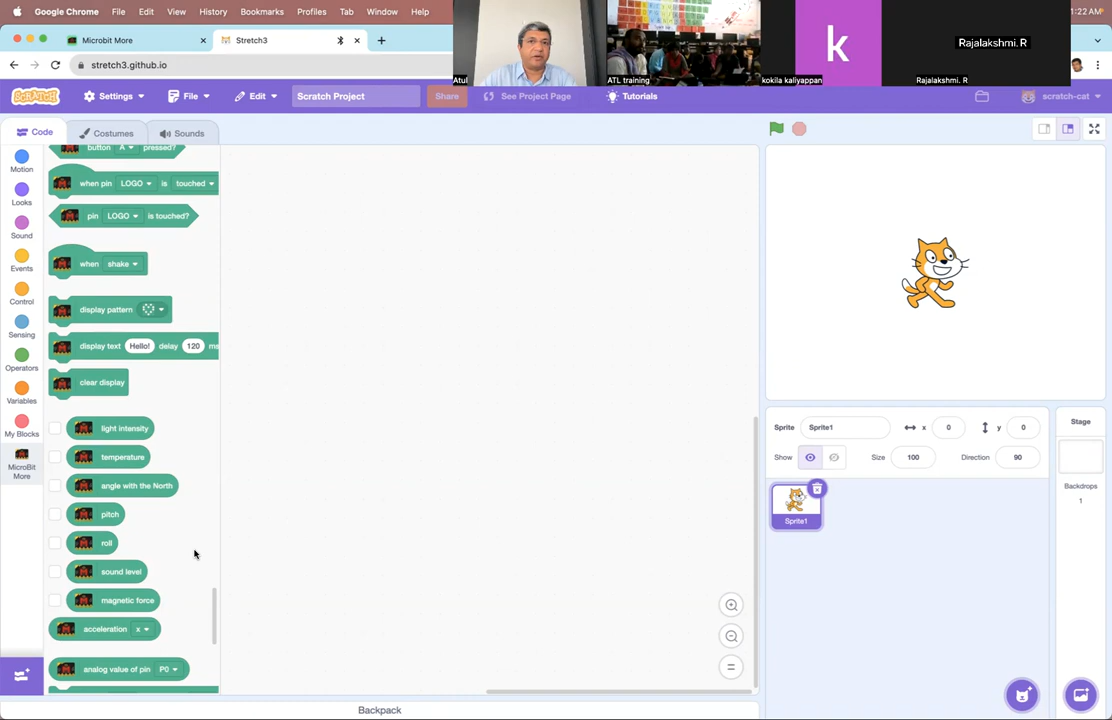 Google Chrome File Edit View History Bookmarks Profiles Tab Window Help
1:22 AM
Microbit More
Stretch3
stretch3.github.io
Atul
ATL training
k
kokila kaliyappan
Rajalakshmi.R
Rajalakshmi. R
SCRATCH
Settings
File
Edit
Scratch Project
Share
See Project Page
Tutorials
scratch-cat
Code
Costumes
Sounds
Motion
Looks
Sound
Events
Control
Sensing
Operators
Variables
My Blocks
MicroBit
More
button A pressed?
when pin LOGO is touched
pin LOGO is touched?
when shake
display pattern
display text Hello! delay 120 ms
clear display
light intensity
temperature
angle with the North
pitch
roll
sound level
magnetic force
acceleration x
analog value of pin P0
Backpack
Sprite Sprite1 x 0 y 0
Show Size 100 Direction 90
Sprite1
Stage
Backdrops
1